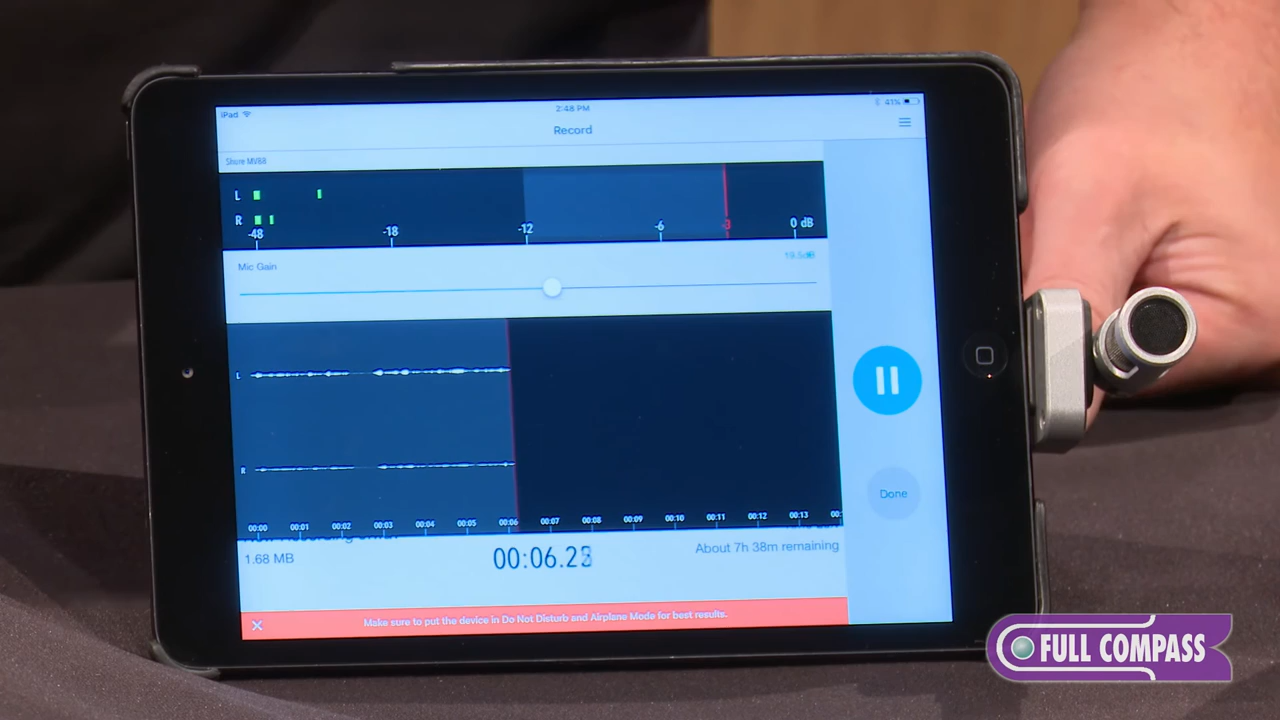 iPad
2:48 PM
41%
Record
Shure MV88
L
R
-48
-18
-12
-6
-3
0 dB
Mic Gain
19.5dB
L
R
00:00 00:01 00:02 00:03 00:04 00:05 00:06 00:07 00:08 00:09 00:10 00:11 00:12 00:13 00:
1.68 MB
00:06.23
About 7h 38m remaining
Done
Make sure to put the device in Do Not Disturb and Airplane Mode for best results.
FULL COMPASS